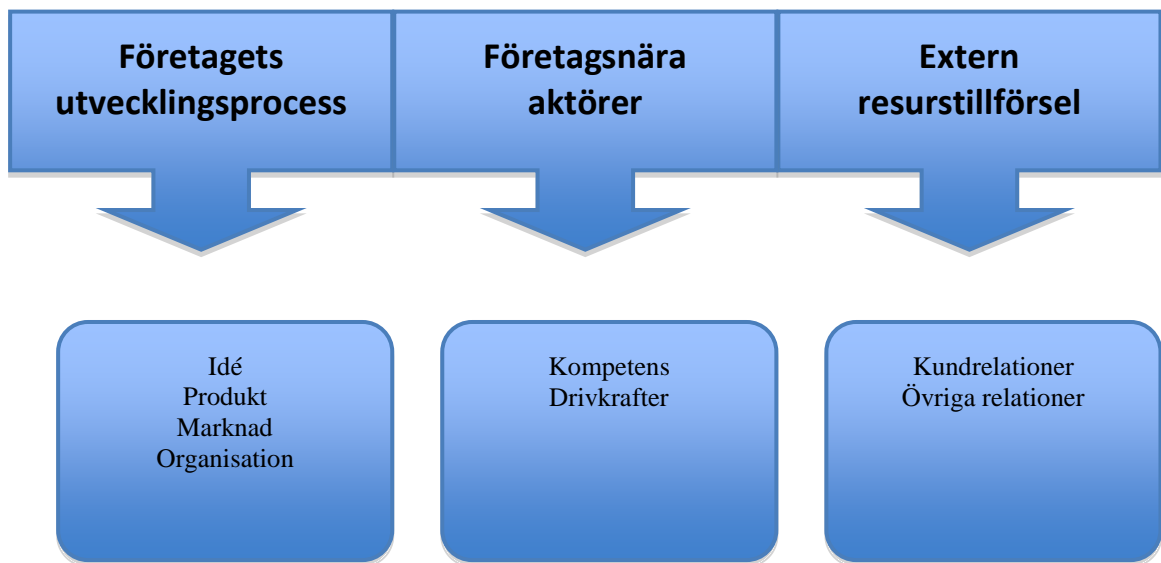 Företagets
utvecklingsprocess
Företagsnära
aktörer
Extern
resurstillförsel
Idé
Produkt
Marknad
Organisation
Kompetens
Drivkrafter
Kundrelationer
Övriga relationer